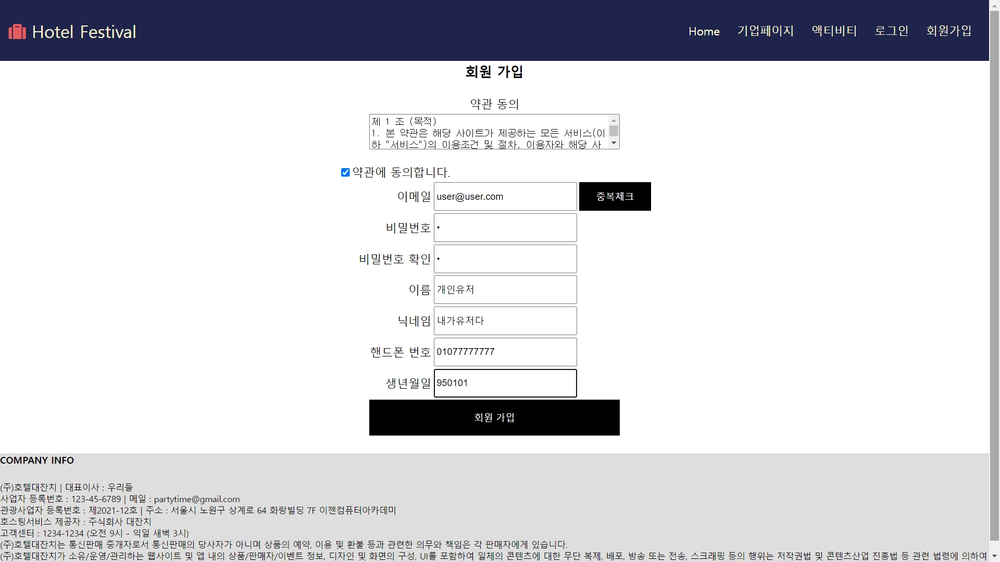 Hotel Festival
Home 기업페이지 액티비티 로그인 회원가입
회원 가입
약관 동의
제 1 조 (목적)
1. 본 약관은 해당 사이트가 제공하는 모든 서비스(이
하 "서비스")의 이용조건 및 절차, 이용자와 해당 사
약관에 동의합니다.
이메일 user@user.com 중복체크
비밀번호 •
비밀번호 확인 •
이름 개인유저
닉네임 내가유저다
핸드폰 번호 01077777777
생년월일 950101
회원 가입
COMPANY INFO
(주)호텔대잔치 | 대표이사 : 우리들
사업자 등록번호 : 123-45-6789 | 메일 : partytime@gmail.com
관광사업자 등록번호 : 제2021-12호 | 주소 : 서울시 노원구 상계로 64 화랑빌딩 7F 이젠컴퓨터아카데미
호스팅서비스 제공자 : 주식회사 대잔치
고객센터 : 1234-1234 (오전 9시 - 익일 새벽 3시)
(주)호텔대잔치는 통신판매 중개자로서 통신판매의 당사자가 아니며 상품의 예약, 이용 및 환불 등과 관련한 의무와 책임은 각 판매자에게 있습니다.
(주)호텔대잔치가 소유/운영/관리하는 웹사이트 및 앱 내의 상품/판매자/이벤트 정보, 디자인 및 화면의 구성, UI를 포함하여 일체의 콘텐츠에 대한 무단 복제, 배포, 방송 또는 전송, 스크래핑 등의 행위는 저작권법 및 콘텐츠산업 진흥법 등 관련 법령에 의하여